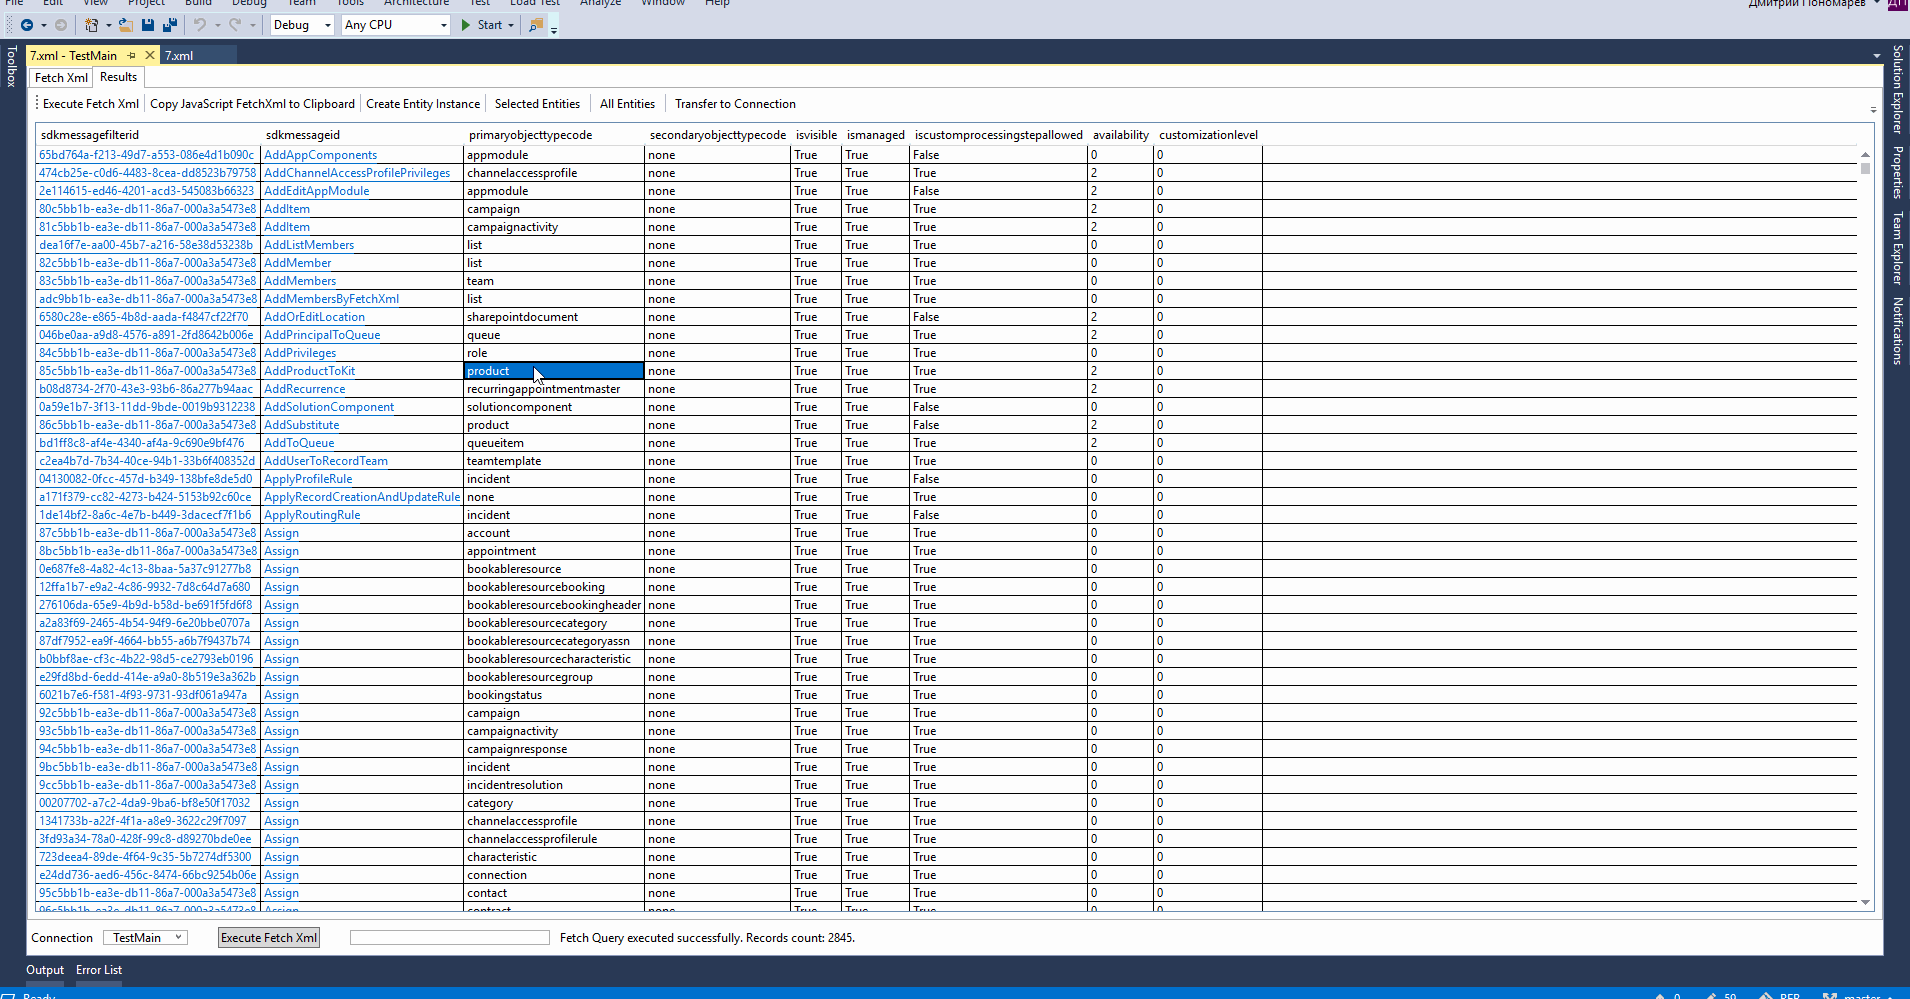 File Edit View Project Build Debug Team Tools Architecture Test Load Test Analyze Window Help Дмитрий Пономарев ДП
Debug Any CPU Start
7.xml - TestMain 7.xml
Fetch Xml Results
Execute Fetch Xml Copy JavaScript FetchXml to Clipboard Create Entity Instance Selected Entities All Entities Transfer to Connection
sdkmessagefilterid sdkmessageid primaryobjecttypecode secondaryobjecttypecode isvisible ismanaged iscustomprocessingstepallowed availability customizationlevel
65bd764a-f213-49d7-a553-086e4d1b090c AddAppComponents appmodule none True True False 0 0
474cb25e-c0d6-4483-8cea-dd8523b79758 AddChannelAccessProfilePrivileges channelaccessprofile none True True True 2 0
2e114615-ed46-4201-acd3-545083b66323 AddEditAppModule appmodule none True True False 2 0
80c5bb1b-ea3e-db11-86a7-000a3a5473e8 AddItem campaign none True True True 2 0
81c5bb1b-ea3e-db11-86a7-000a3a5473e8 AddItem campaignactivity none True True True 2 0
dea16f7e-aa00-45b7-a216-58e38d53238b AddListMembers list none True True True 0 0
82c5bb1b-ea3e-db11-86a7-000a3a5473e8 AddMember list none True True True 0 0
83c5bb1b-ea3e-db11-86a7-000a3a5473e8 AddMembers team none True True True 0 0
adc9bb1b-ea3e-db11-86a7-000a3a5473e8 AddMembersByFetchXml list none True True True 0 0
6580c28e-e865-4b8d-aada-f4847cf22f70 AddOrEditLocation sharepointdocument none True True False 2 0
046be0aa-a9d8-4576-a891-2fd8642b006e AddPrincipalToQueue queue none True True True 2 0
84c5bb1b-ea3e-db11-86a7-000a3a5473e8 AddPrivileges role none True True True 0 0
85c5bb1b-ea3e-db11-86a7-000a3a5473e8 AddProductToKit product none True True True 2 0
b08d8734-2f70-43e3-93b6-86a277b94aac AddRecurrence recurringappointmentmaster none True True True 2 0
0a59e1b7-3f13-11dd-9bde-0019b9312238 AddSolutionComponent solutioncomponent none True True False 0 0
86c5bb1b-ea3e-db11-86a7-000a3a5473e8 AddSubstitute product none True True False 2 0
bd1ff8c8-af4e-4340-af4a-9c690e9bf476 AddToQueue queueitem none True True True 2 0
c2ea4b7d-7b34-40ce-94b1-33b6f408352d AddUserToRecordTeam teamtemplate none True True True 0 0
04130082-0fcc-457d-b349-138bfe8de5d0 ApplyProfileRule incident none True True False 0 0
a171f379-cc82-4273-b424-5153b92c60ce ApplyRecordCreationAndUpdateRule none none True True True 0 0
1de14bf2-8a6c-4e7b-b449-3dacecf7f1b6 ApplyRoutingRule incident none True True False 0 0
87c5bb1b-ea3e-db11-86a7-000a3a5473e8 Assign account none True True True 0 0
8bc5bb1b-ea3e-db11-86a7-000a3a5473e8 Assign appointment none True True True 0 0
0e687fe8-4a82-4c13-8baa-5a37c91277b8 Assign bookableresource none True True True 0 0
12ffa1b7-e9a2-4c86-9932-7d8c64d7a680 Assign bookableresourcebooking none True True True 0 0
276106da-65e9-4b9d-b58d-be691f5fd6f8 Assign bookableresourcebookingheader none True True True 0 0
a2a83f69-2465-4b54-94f9-6e20bbe0707a Assign bookableresourcecategory none True True True 0 0
87df7952-ea9f-4664-bb55-a6b7f9437b74 Assign bookableresourcecategoryassn none True True True 0 0
b0bbf8ae-cf3c-4b22-98d5-ce2793eb0196 Assign bookableresourcecharacteristic none True True True 0 0
e29fd8bd-6edd-414e-a9a0-8b519e3a362b Assign bookableresourcegroup none True True True 0 0
6021b7e6-f581-4f93-9731-93df061a947a Assign bookingstatus none True True True 0 0
92c5bb1b-ea3e-db11-86a7-000a3a5473e8 Assign campaign none True True True 0 0
93c5bb1b-ea3e-db11-86a7-000a3a5473e8 Assign campaignactivity none True True True 0 0
94c5bb1b-ea3e-db11-86a7-000a3a5473e8 Assign campaignresponse none True True True 0 0
9bc5bb1b-ea3e-db11-86a7-000a3a5473e8 Assign incident none True True True 0 0
9cc5bb1b-ea3e-db11-86a7-000a3a5473e8 Assign incidentresolution none True True True 0 0
00207702-a7c2-4da9-9ba6-bf8e50f17032 Assign category none True True True 0 0
1341733b-a22f-4f1a-a8e9-3622c29f7097 Assign channelaccessprofile none True True True 0 0
3fd93a34-78a0-428f-99c8-d89270bde0ee Assign channelaccessprofilerule none True True True 0 0
723deea4-89de-4f64-9c35-5b7274df5300 Assign characteristic none True True True 0 0
e24dd736-aed6-456c-8474-66bc9254b06e Assign connection none True True True 0 0
95c5bb1b-ea3e-db11-86a7-000a3a5473e8 Assign contact none True True True 0 0
96c5bb1b-ea3e-db11-86a7-000a3a5473e8 Assign contract none True True True 0 0
Connection TestMain Execute Fetch Xml Fetch Query executed successfully. Records count: 2845.
Output Error List
Ready 0 59 master
Toolbox
Solution Explorer
Properties
Team Explorer
Notifications